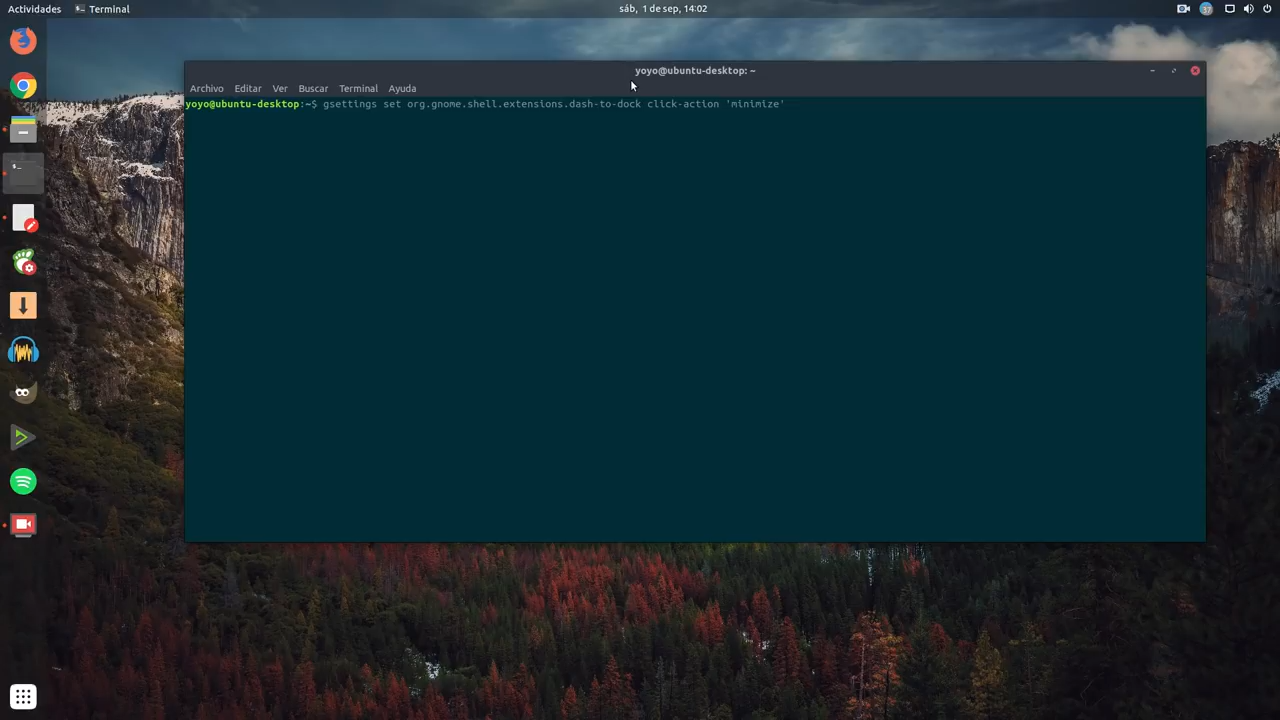 Actividades Terminal sáb, 1 de sep, 14:02 37
yoyo@ubuntu-desktop: ~
Archivo Editar Ver Buscar Terminal Ayuda
yoyo@ubuntu-desktop:~$ gsettings set org.gnome.shell.extensions.dash-to-dock click-action 'minimize'